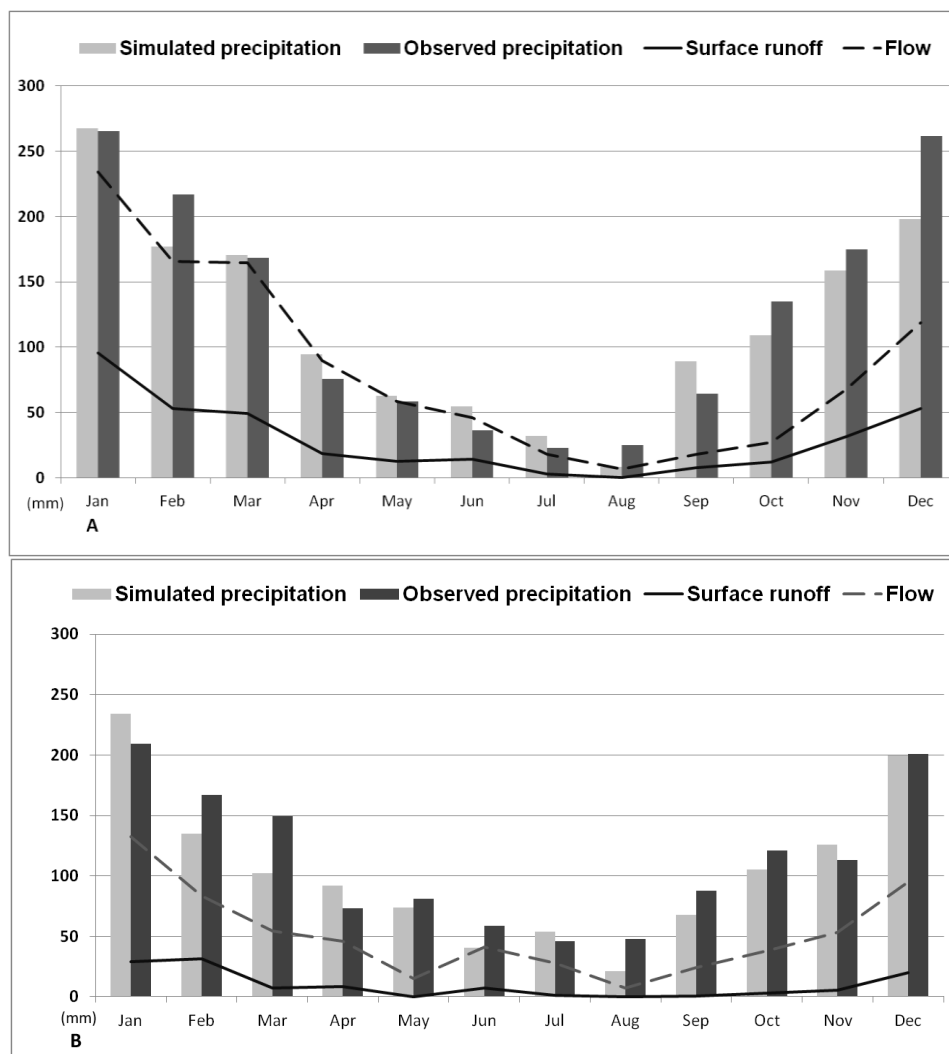 Simulated precipitation Observed precipitation Surface runoff Flow
300
250
200
150
100
50
0
(mm) Jan Feb Mar Apr May Jun Jul Aug Sep Oct Nov Dec
A
Simulated precipitation Observed precipitation Surface runoff Flow
300
250
200
150
100
50
0
(mm) Jan Feb Mar Apr May Jun Jul Aug Sep Oct Nov Dec
B